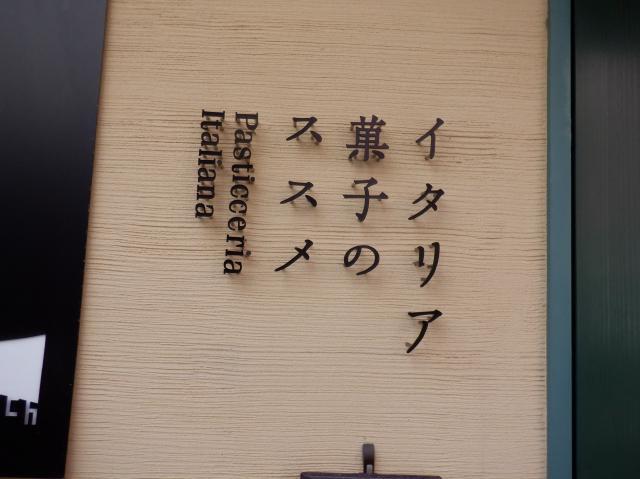 イタリア
菓子の
ススメ
Pasticceria
Italiana